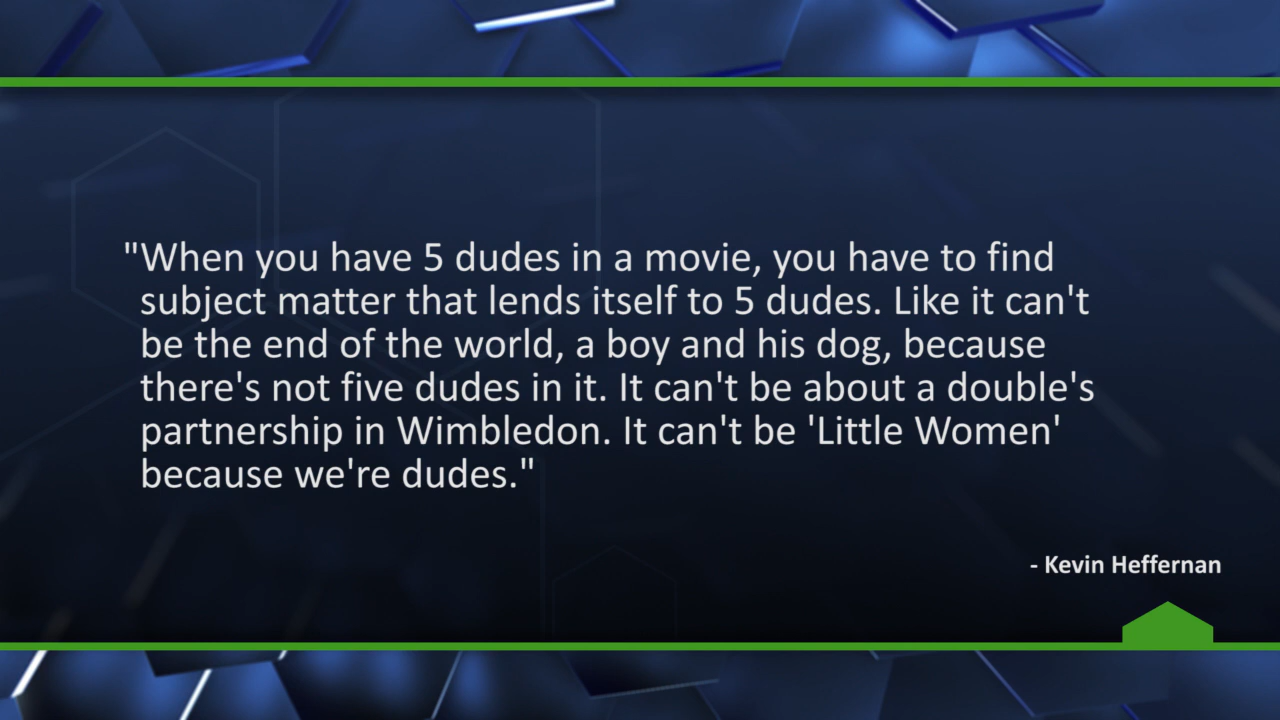 "When you have 5 dudes in a movie, you have to find
subject matter that lends itself to 5 dudes. Like it can't
be the end of the world, a boy and his dog, because
there's not five dudes in it. It can't be about a double's
partnership in Wimbledon. It can't be 'Little Women'
because we're dudes."
- Kevin Heffernan